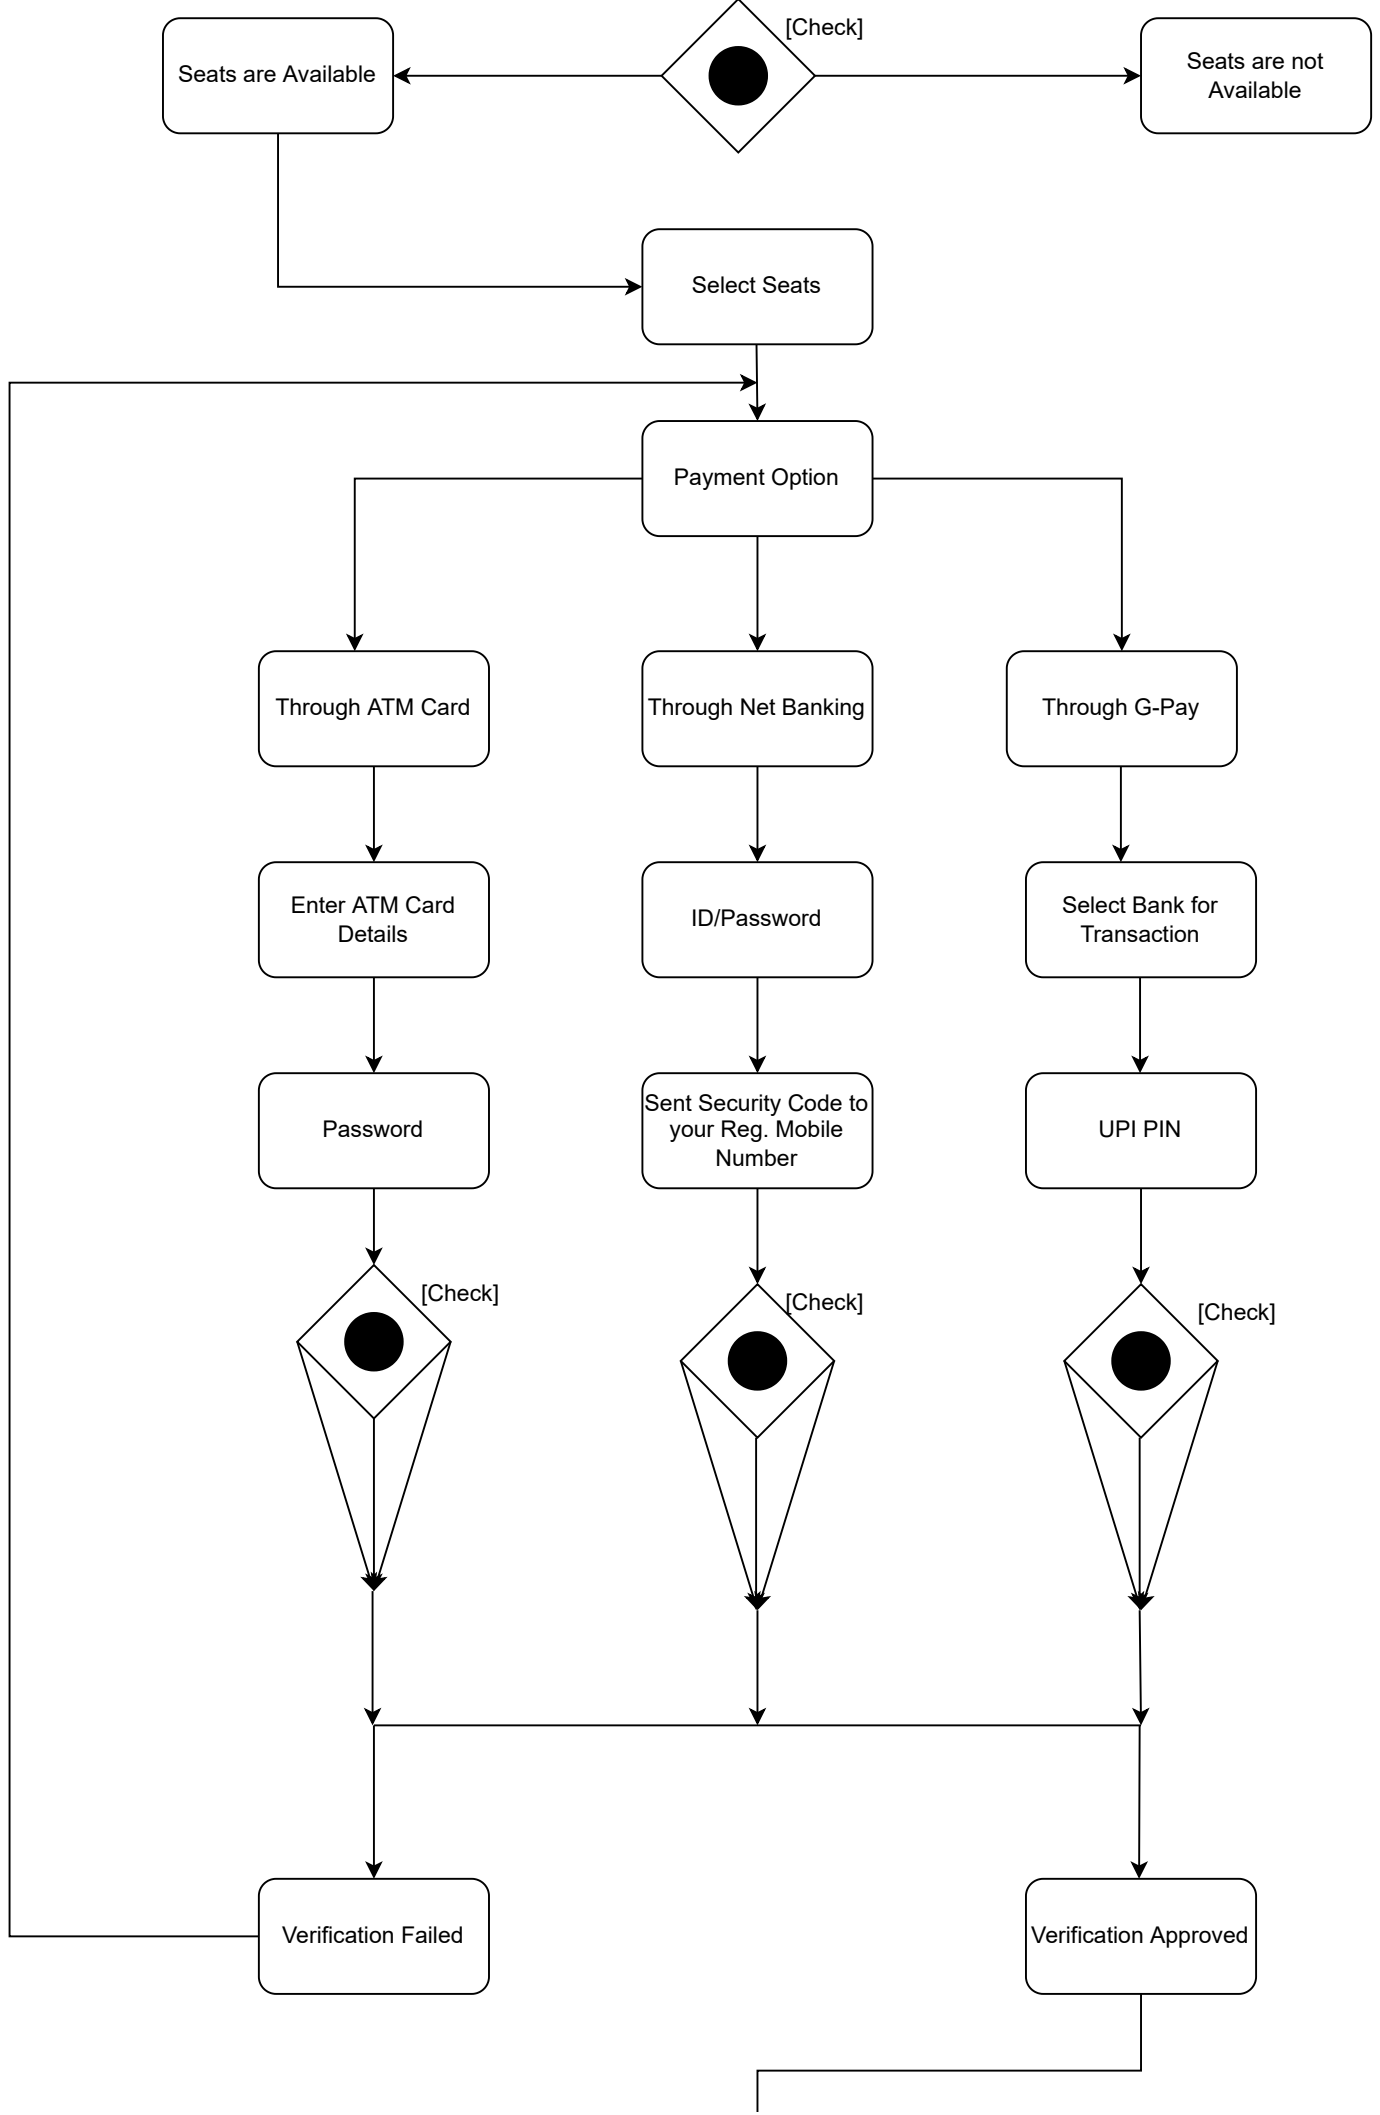 [Check]
Seats are Available
Seats are not
Available
Select Seats
Payment Option
Through ATM Card
Through Net Banking
Through G-Pay
Enter ATM Card
Details
ID/Password
Select Bank for
Transaction
Password
Sent Security Code to
your Reg. Mobile
Number
UPI PIN
[Check]
[Check]
[Check]
Verification Failed
Verification Approved